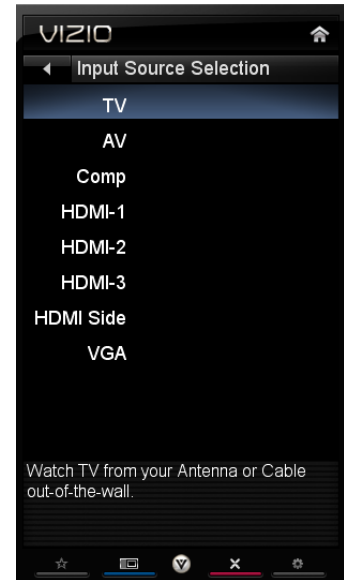 VIZIO
Input Source Selection
TV
AV
Comp
HDMI-1
HDMI-2
HDMI-3
HDMI Side
VGA
Watch TV from your Antenna or Cable
out-of-the-wall.
V